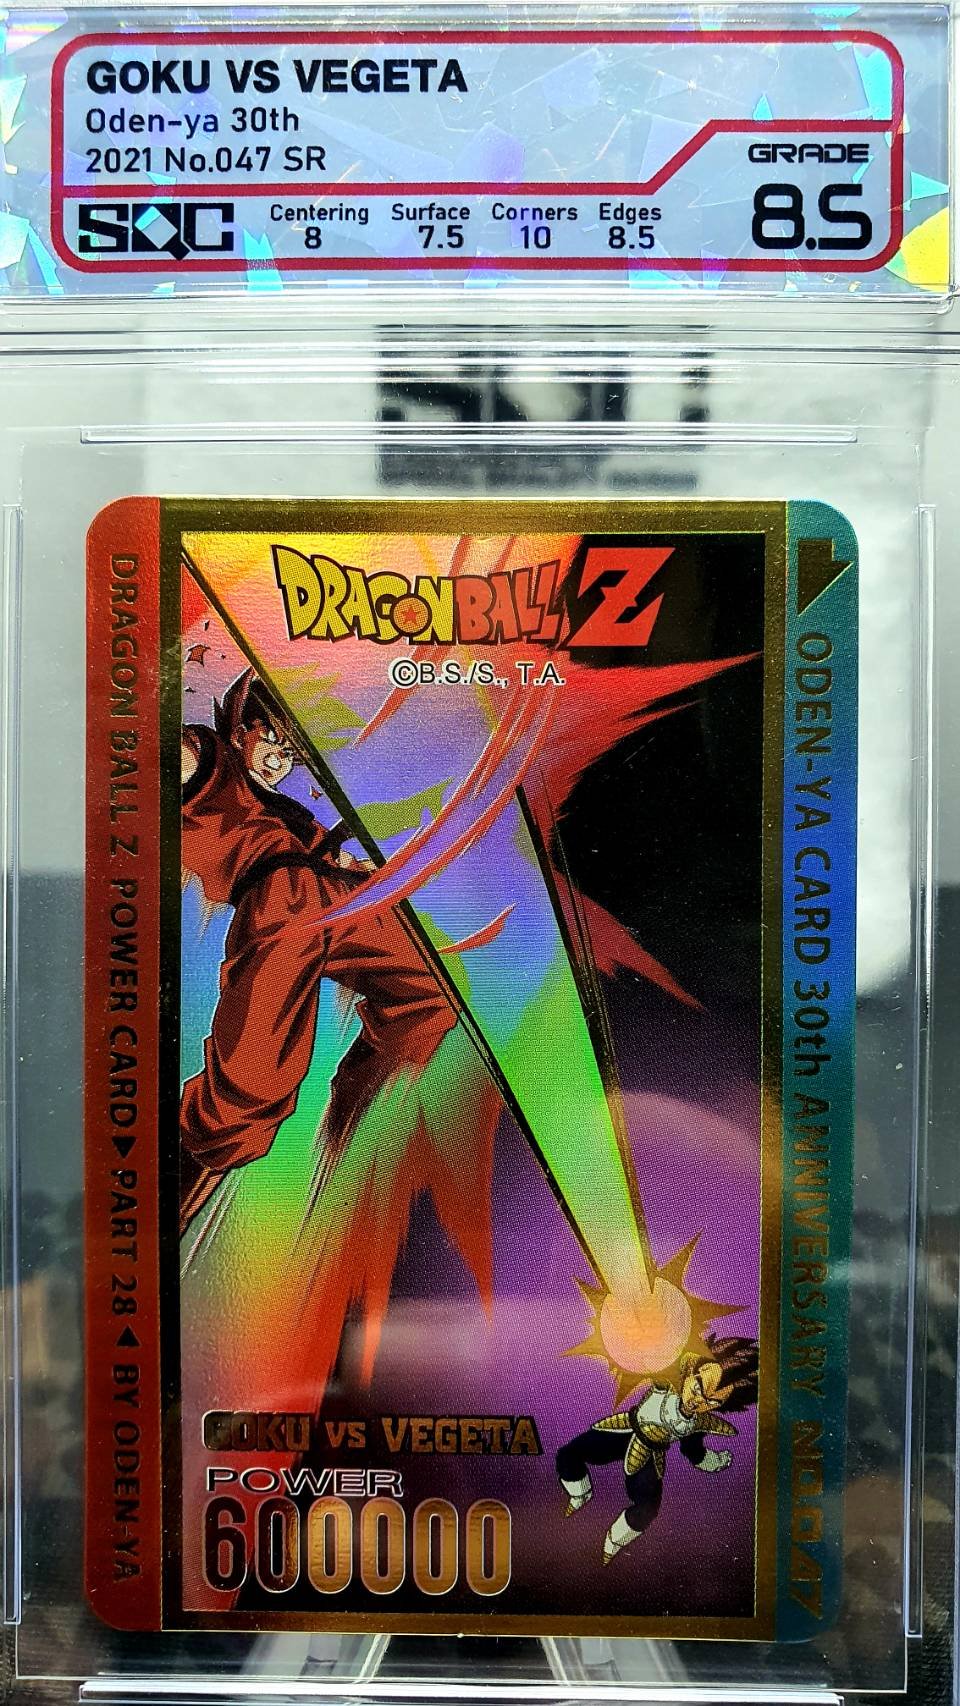 GOKU VS VEGETA
Oden-ya 30th
2021 No.047 SR
GRADE
8.5
SQC
Centering Surface Corners Edges
8 7.5 10 8.5
DRAGON BALL Z
©B.S./S., T.A.
DRAGON BALL Z POWER CARD ▶ PART 28 ◀ BY ODEN-YA
ODEN-YA CARD 30th ANNIVERSARY NO.047
GOKU VS VEGETA
POWER
600000